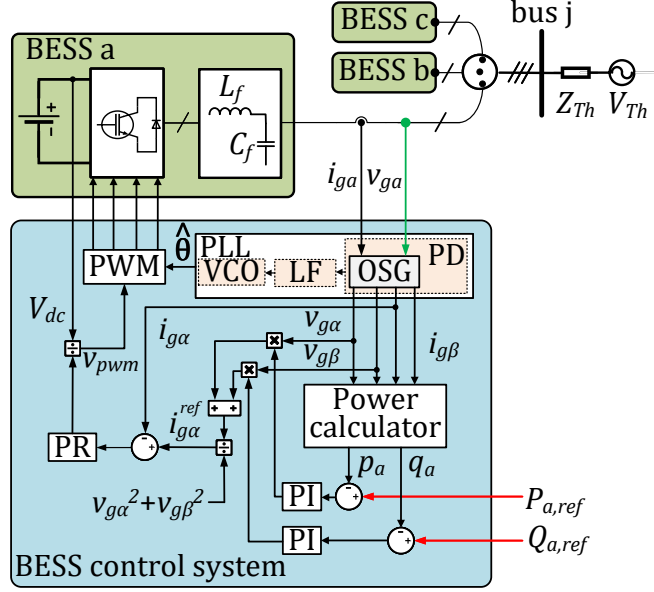 bus j
BESS c
BESS a
BESS b
L_f
C_f
Z_Th V_Th
+
-
i_ga v_ga
θ̂ PLL PD
PWM VCO LF OSG
V_dc
v_gα
i_gα
v_gβ
i_gβ
÷ v_pwm
×
×
+ +
Power
calculator
i_gα^ref
PR
- +
÷
p_a q_a
v_gα²+v_gβ²
PI
- +
P_a,ref
PI
- +
Q_a,ref
BESS control system